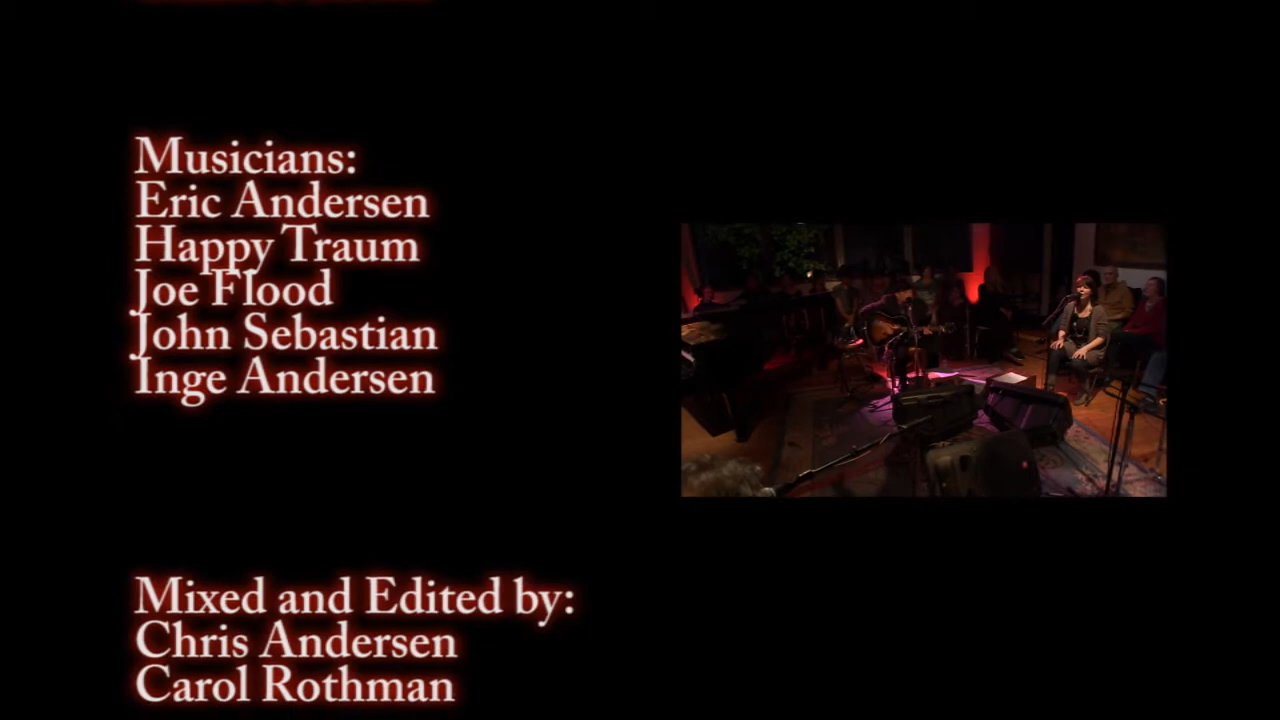 Musicians:
Eric Andersen
Happy Traum
Joe Flood
John Sebastian
Inge Andersen
Mixed and Edited by:
Chris Andersen
Carol Rothman